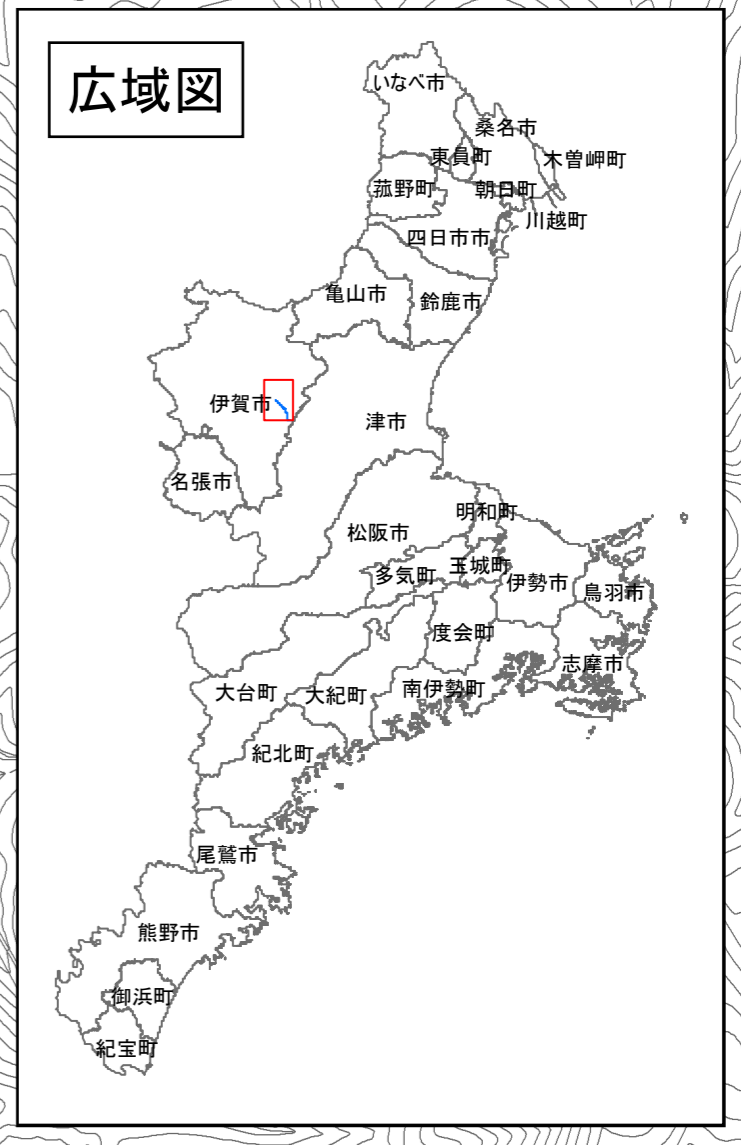 広域図
いなべ市
桑名市
東員町
木曽岬町
菰野町
朝日町
川越町
四日市市
亀山市
鈴鹿市
伊賀市
津市
名張市
明和町
松阪市
玉城町
多気町
伊勢市
鳥羽市
度会町
志摩市
大台町
大紀町
南伊勢町
紀北町
尾鷲市
熊野市
御浜町
紀宝町